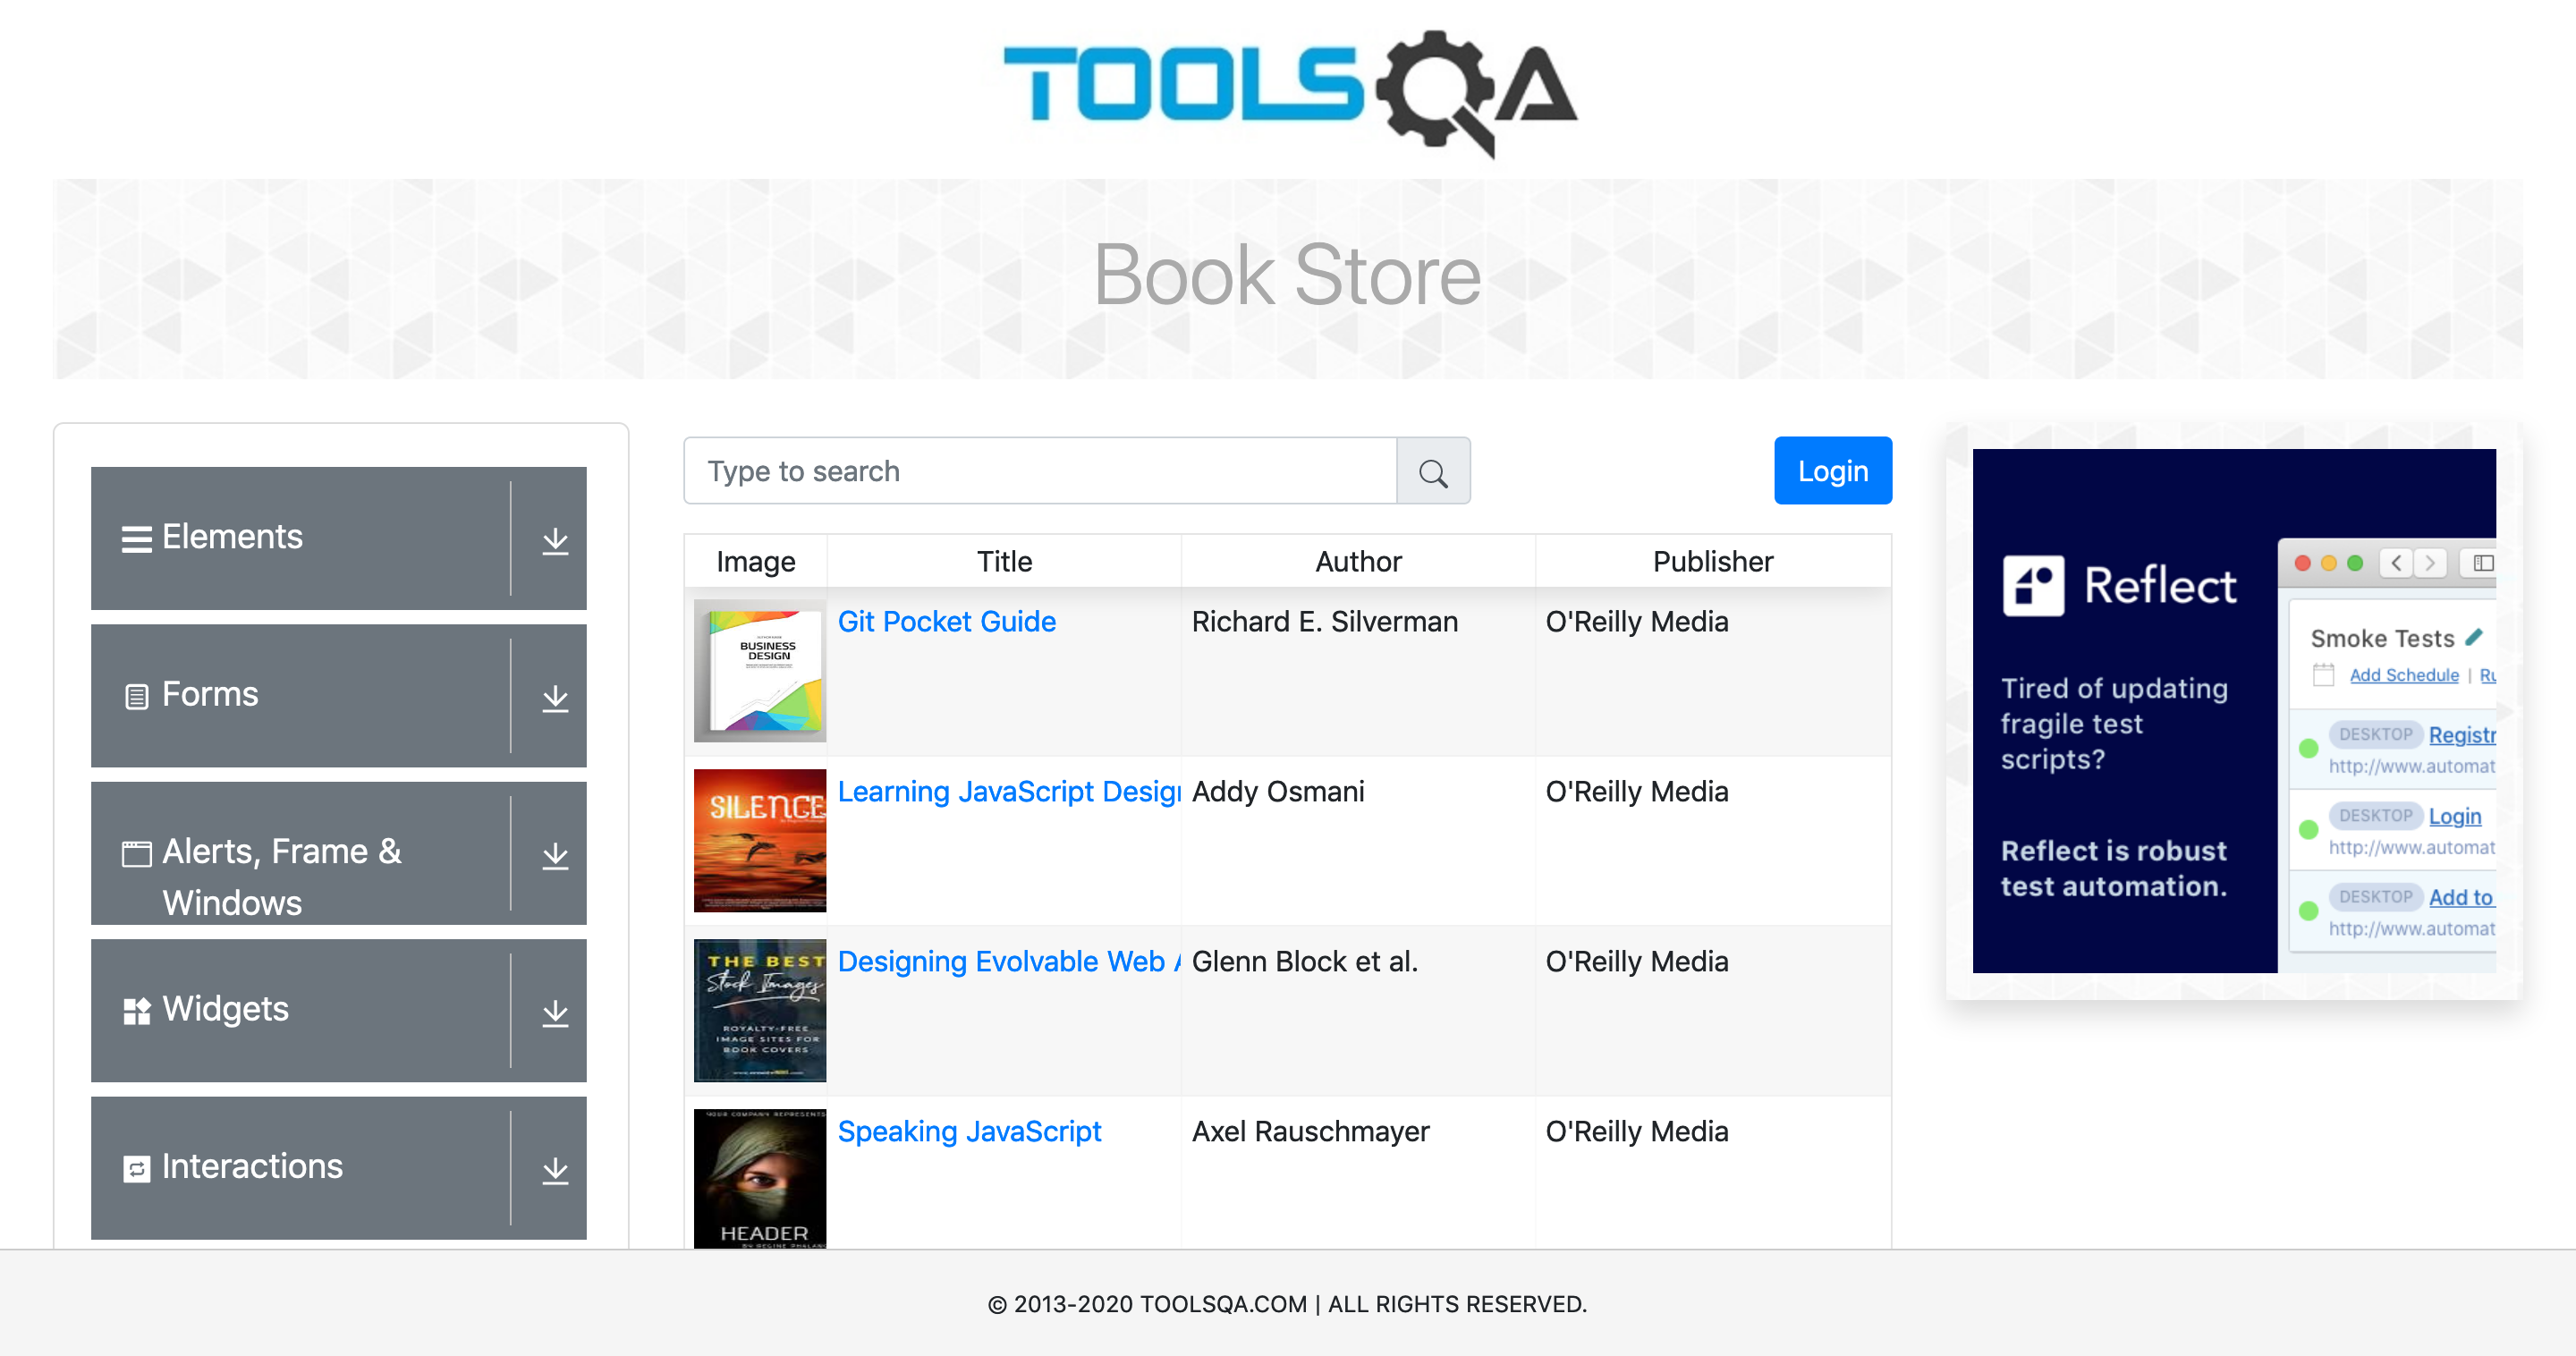 TOOLSQA
Book Store
Elements
Forms
Alerts, Frame &
Windows
Widgets
Interactions
Type to search
Login
Image Title Author Publisher
BUSINESS
DESIGN
Git Pocket Guide Richard E. Silverman O'Reilly Media
SILENCE
Learning JavaScript Addy Osmani O'Reilly Media
THE BEST
Stock Images
ROYALTY-FREE
IMAGE SITES FOR
BOOK COVERS
Designing Evolvable Web Glenn Block et al. O'Reilly Media
YOUR COMPANY REPRESENTS
HEADER
Speaking JavaScript Axel Rauschmayer O'Reilly Media
Reflect
Tired of updating
fragile test
scripts?
Reflect is robust
test automation.
Smoke Tests
Add Schedule |
DESKTOP Registr
http://www.automat
DESKTOP Login
http://www.automat
DESKTOP Add to
http://www.automat
© 2013-2020 TOOLSQA.COM | ALL RIGHTS RESERVED.